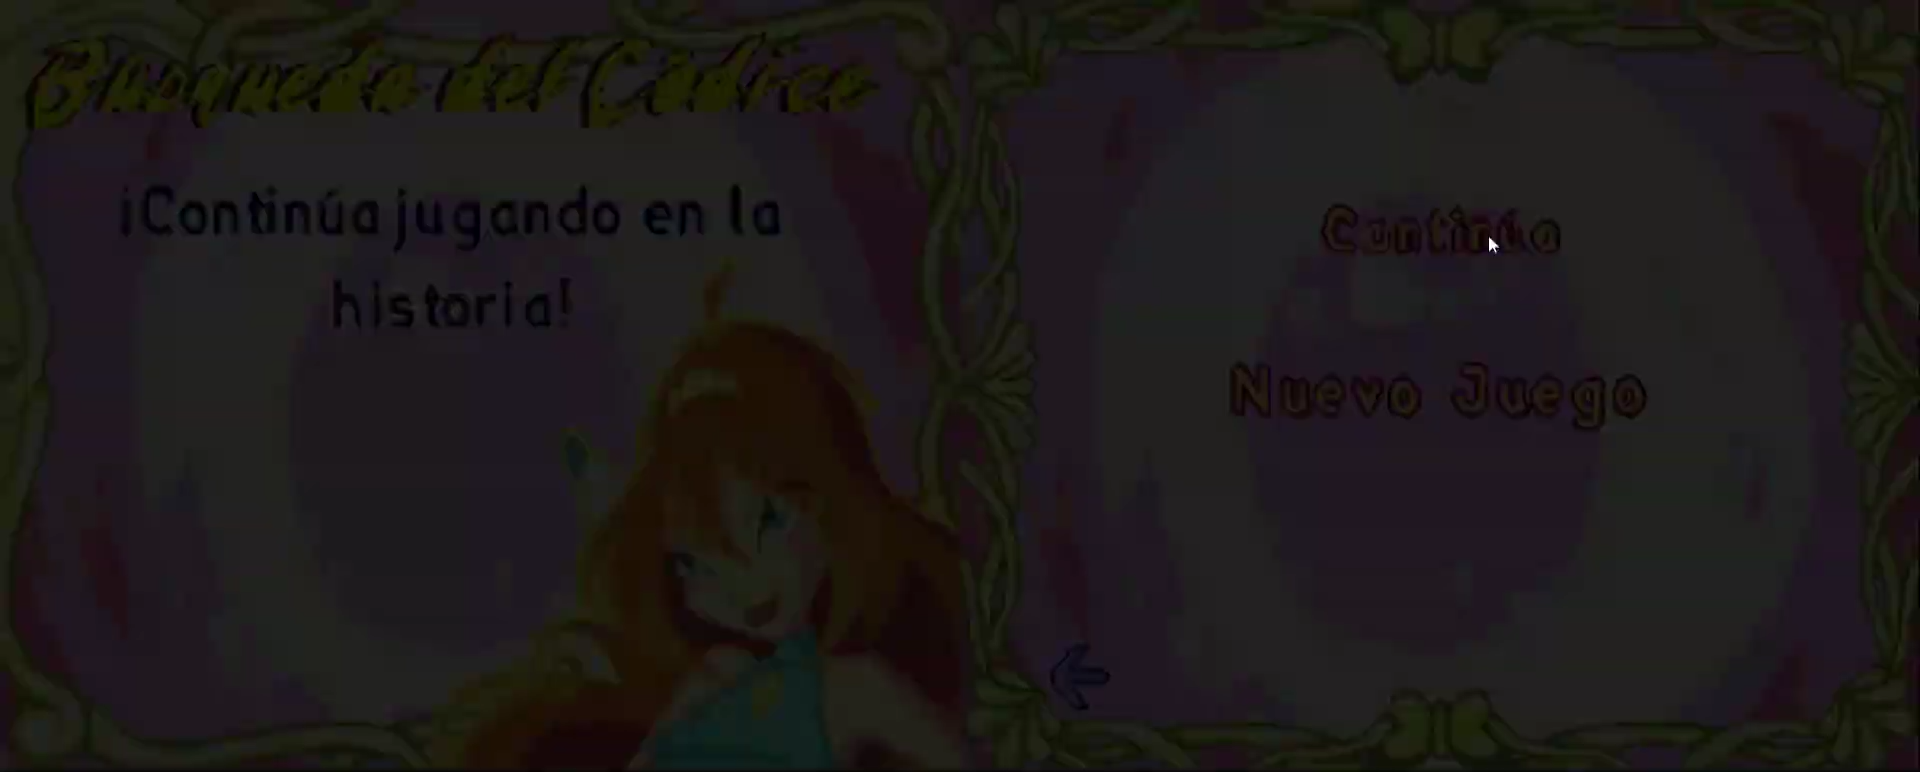 Búsqueda del Códice
¡Continúa jugando en la
historia!
Continúa
Nuevo Juego